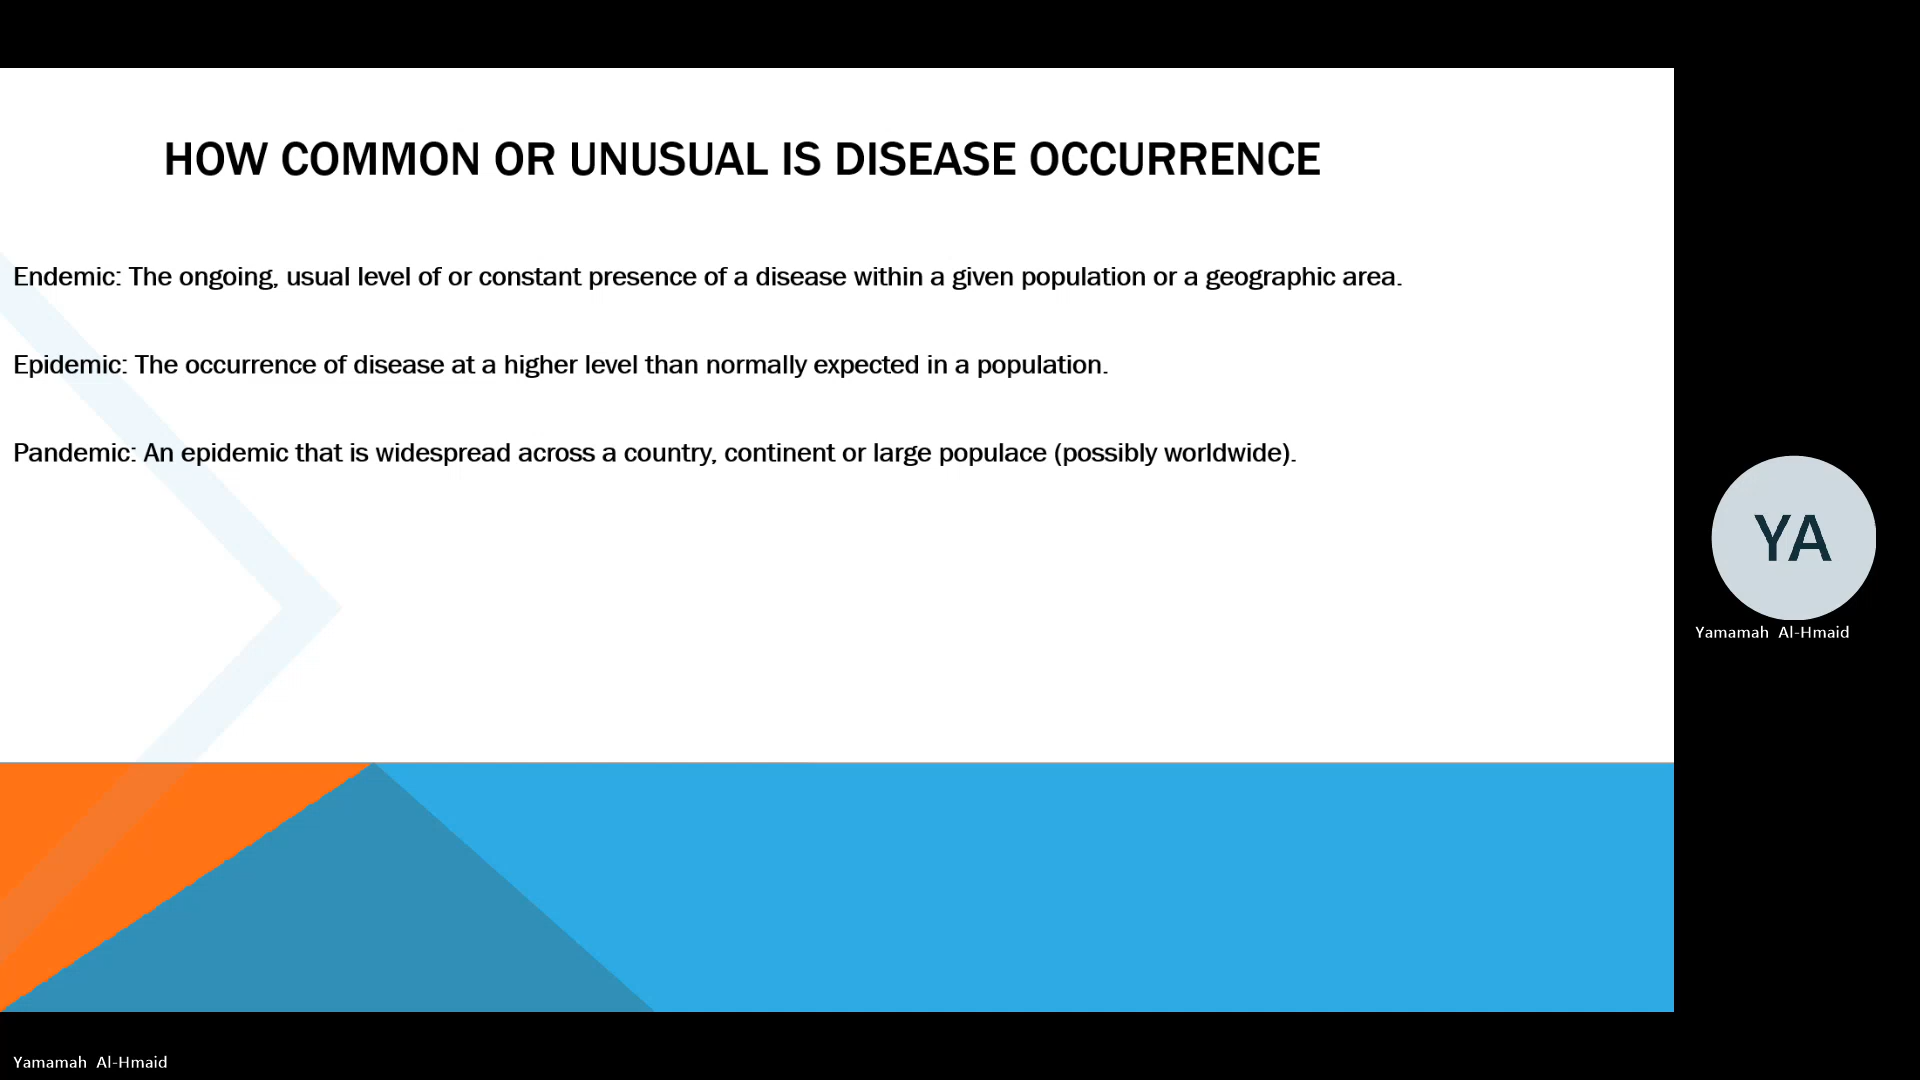 HOW COMMON OR UNUSUAL IS DISEASE OCCURRENCE
Endemic: The ongoing, usual level of or constant presence of a disease within a given population or a geographic area.
Epidemic: The occurrence of disease at a higher level than normally expected in a population.
Pandemic: An epidemic that is widespread across a country, continent or large populace (possibly worldwide).
YA
Yamamah Al-Hmaid
Yamamah Al-Hmaid